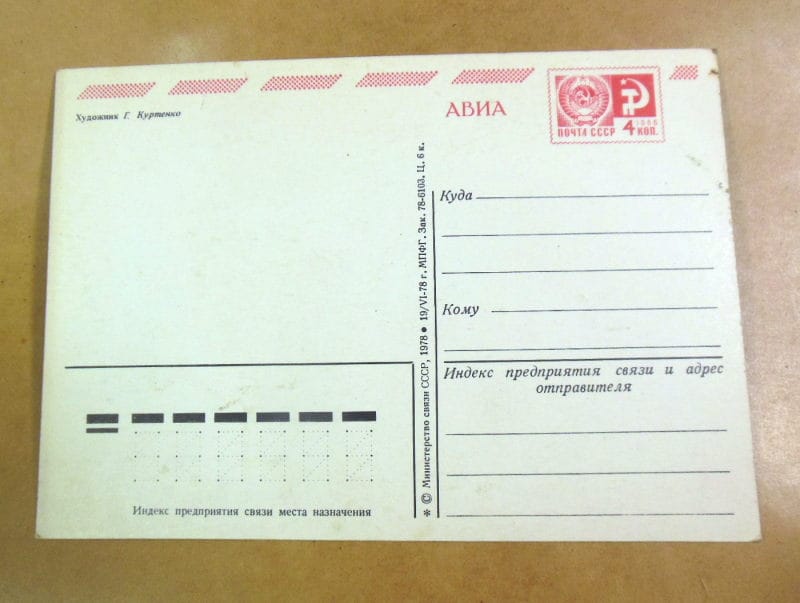 Художник Г. Куртенко
АВИА
ПОЧТА СССР 4 1966 КОП.
Куда
Кому
Индекс предприятия связи и адрес
отправителя
* © Министерство связи СССР, 1978 ● 19/VI-78 г. МПФГ. Зак. 78-6103. Ц. 6 к.
Индекс предприятия связи места назначения